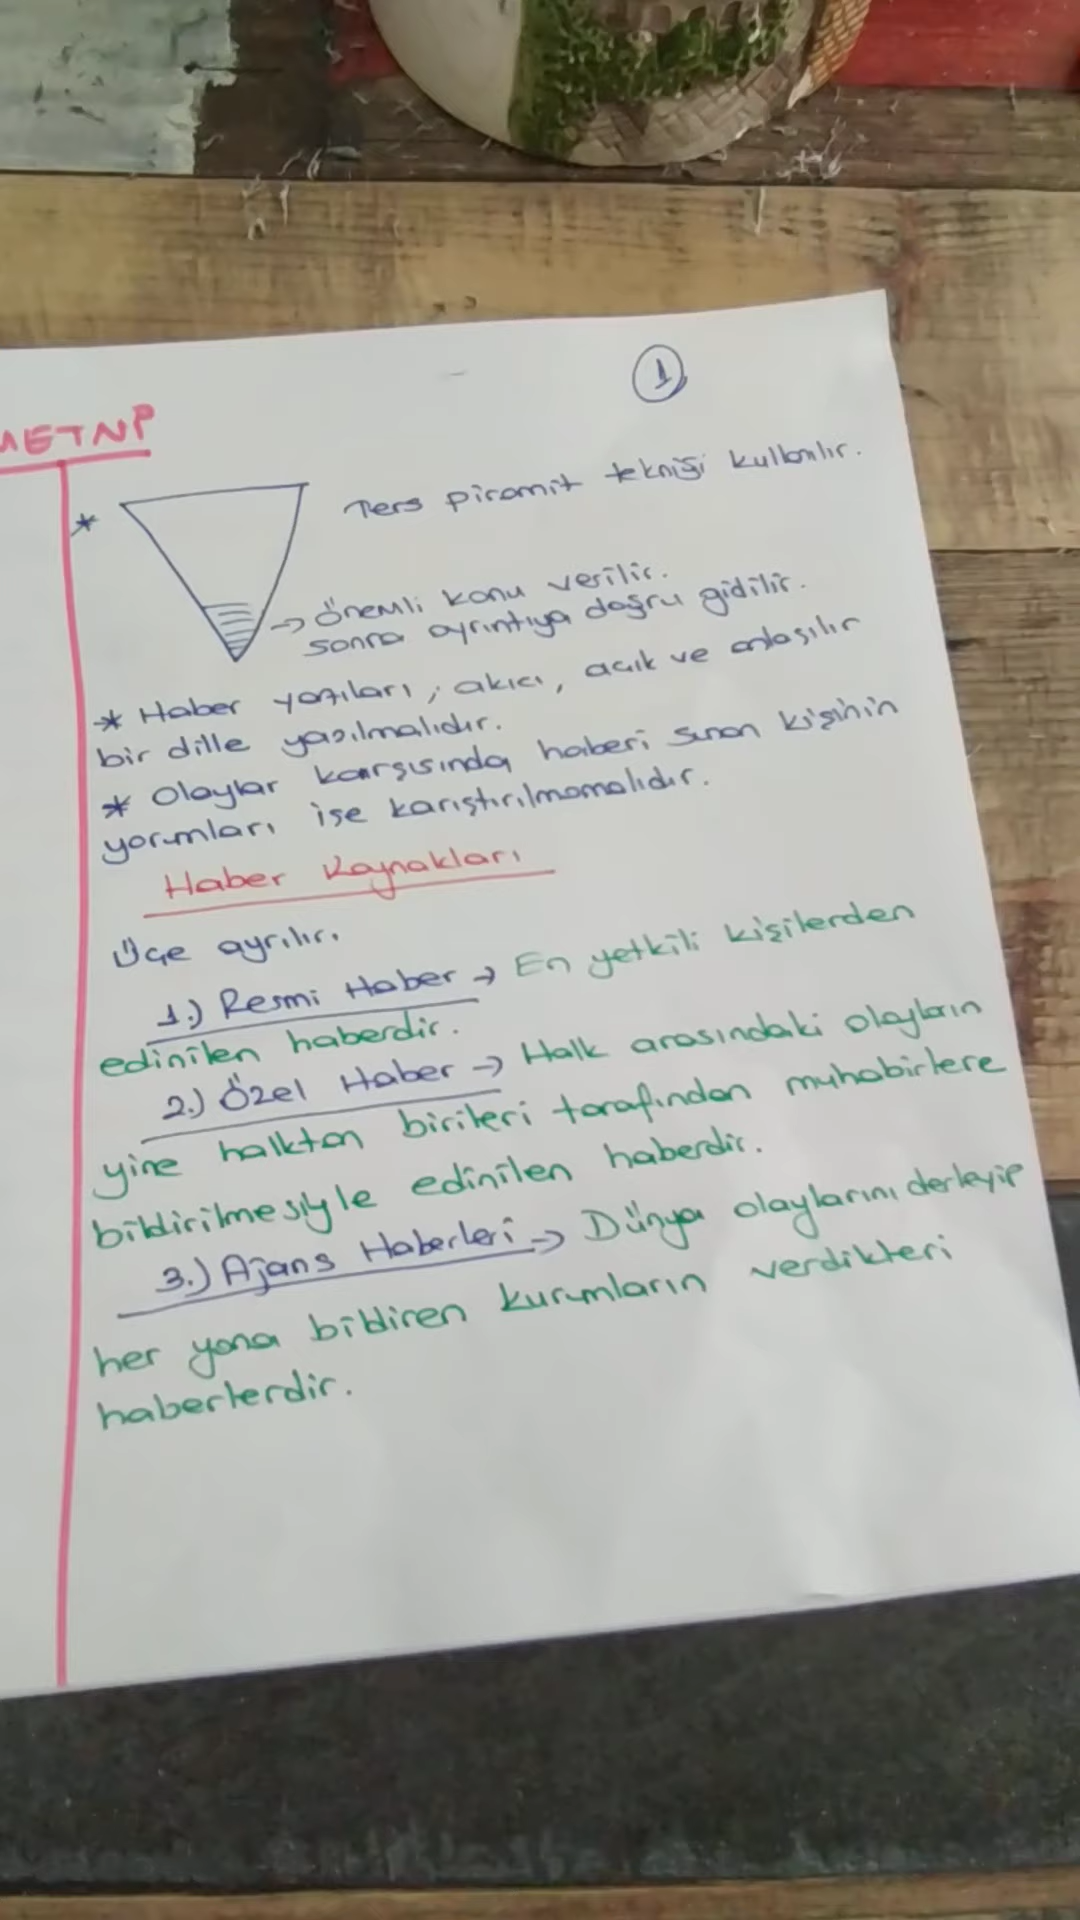 1
METNİ
* Ters piramit tekniği kullanılır.
→ Önemli konu verilir.
sonra ayrıntıya doğru gidilir.
* Haber yazıları, akıcı, açık ve anlaşılır
bir dille yazılmalıdır.
* Olaylar karşısında haberi sunan kişinin
yorumları işe karıştırılmamalıdır.
Haber Kaynakları
Üçe ayrılır.
1.) Resmi Haber → En yetkili kişilerden
edinilen haberdir.
2.) Özel Haber → Halk arasındaki olayların
yine halktan birileri tarafından muhabirlere
bildirilmesiyle edinilen haberdir.
3.) Ajans Haberleri → Dünya olaylarını derleyip
her yana bildiren kurumların verdikleri
haberlerdir.